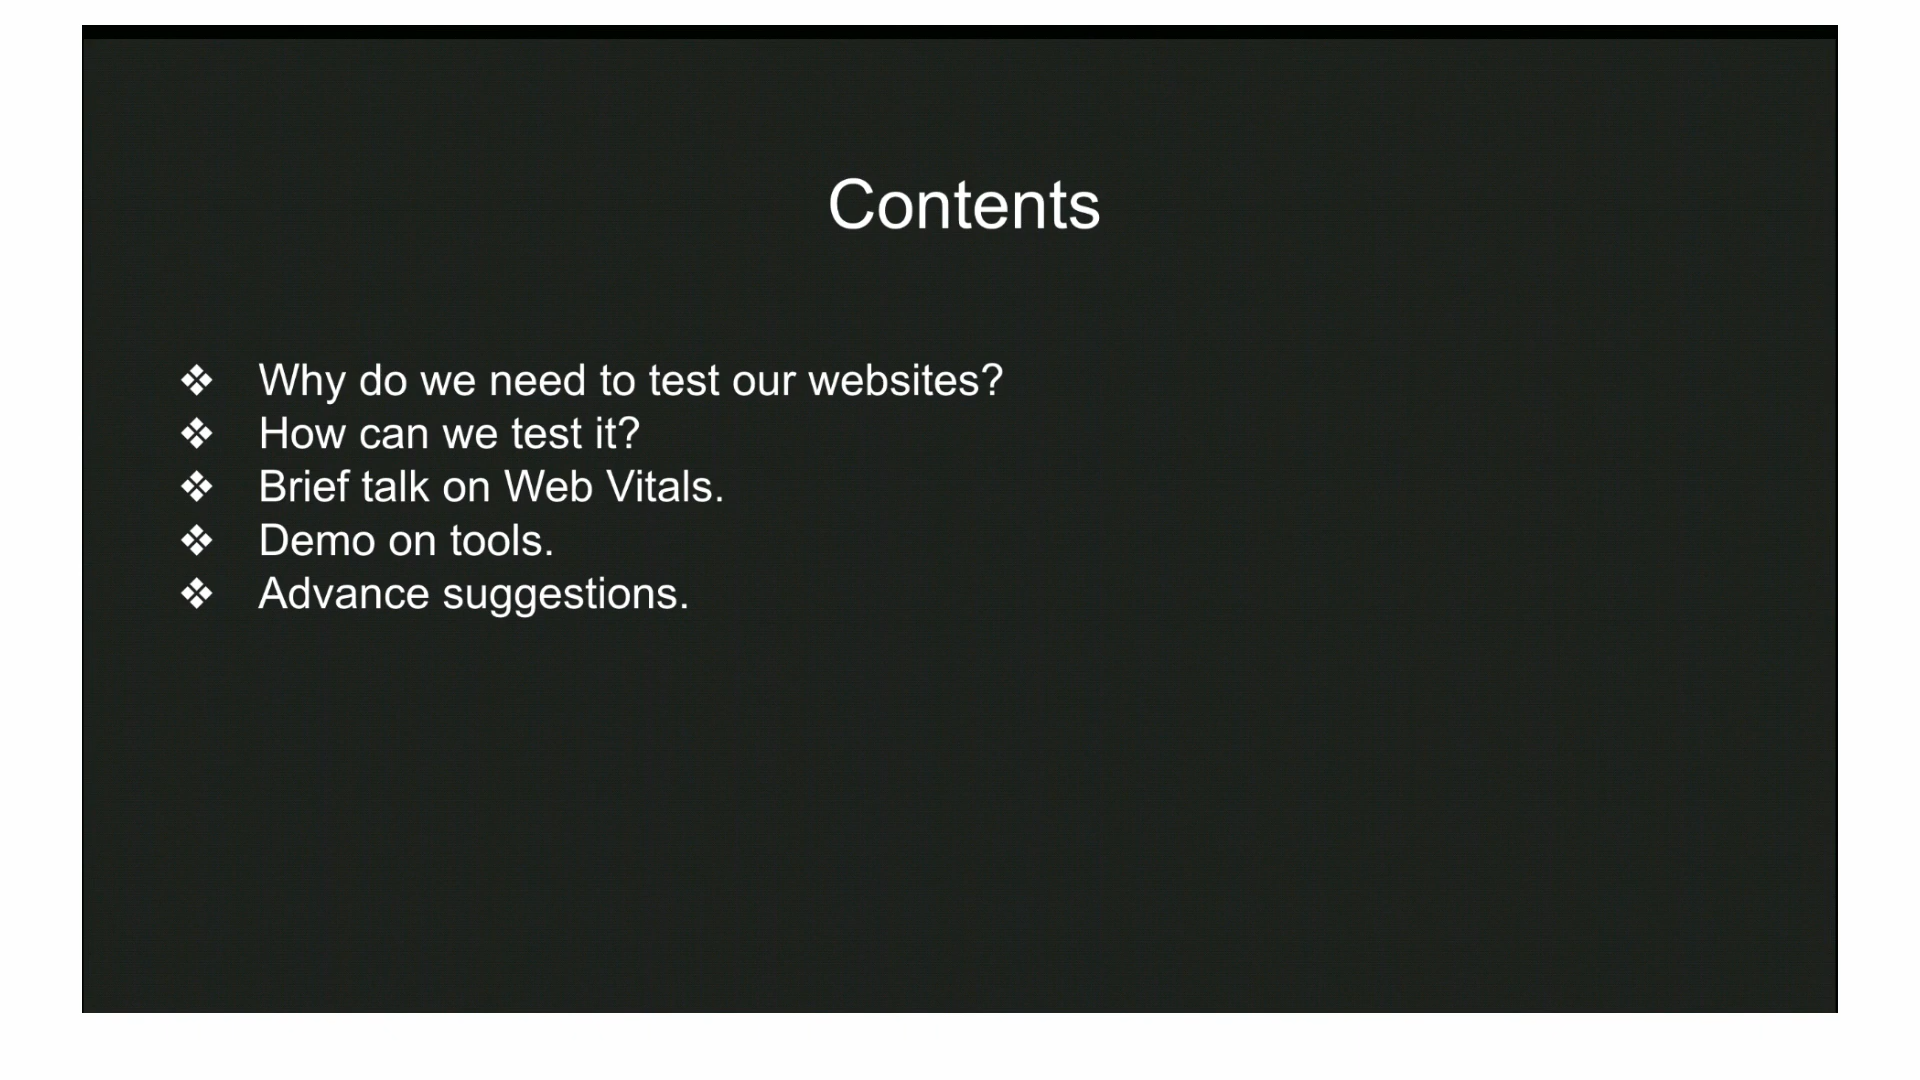 Contents
❖ Why do we need to test our websites?
❖ How can we test it?
❖ Brief talk on Web Vitals.
❖ Demo on tools.
❖ Advance suggestions.